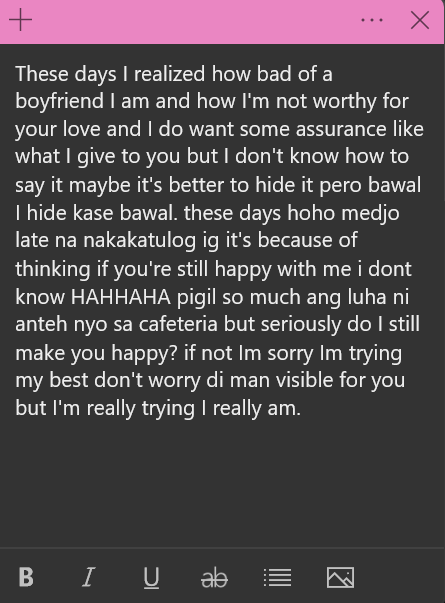 These days I realized how bad of a
boyfriend I am and how I'm not worthy for
your love and I do want some assurance like
what I give to you but I don't know how to
say it maybe it's better to hide it pero bawal
I hide kase bawal. these days hoho medjo
late na nakakatulog ig it's because of
thinking if you're still happy with me i dont
know HAHHAHA pigil so much ang luha ni
anteh nyo sa cafeteria but seriously do I still
make you happy? if not Im sorry Im trying
my best don't worry di man visible for you
but I'm really trying I really am.
B I U ab